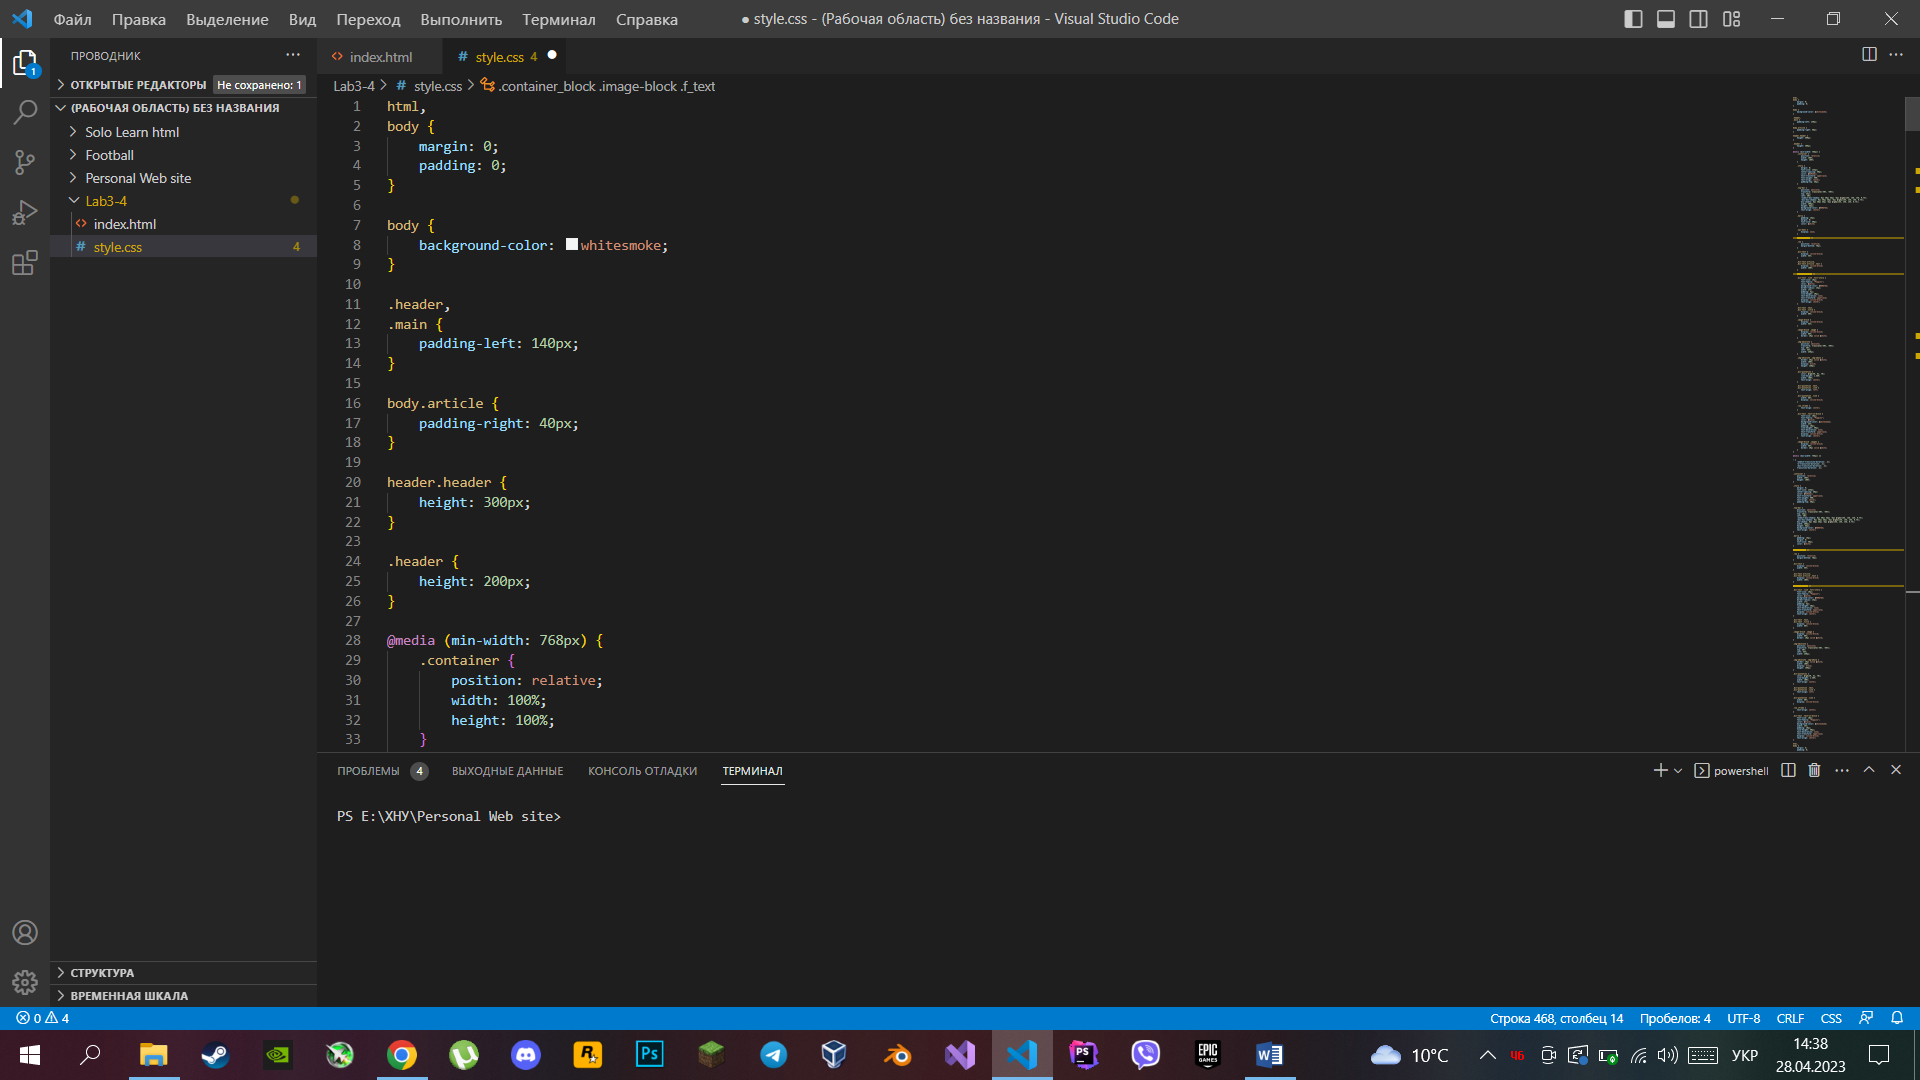 Файл Правка Выделение Вид Переход Выполнить Терминал Справка
● style.css - (Рабочая область) без названия - Visual Studio Code
ПРОВОДНИК
ОТКРЫТЫЕ РЕДАКТОРЫ Не сохранено: 1
(РАБОЧАЯ ОБЛАСТЬ) БЕЗ НАЗВАНИЯ
Solo Learn html
Football
Personal Web site
Lab3-4
index.html
style.css 4
СТРУКТУРА
ВРЕМЕННАЯ ШКАЛА
1
index.html
# style.css 4
Lab3-4 > # style.css > .container_block .image-block .f_text
1 html,
2 body {
3 margin: 0;
4 padding: 0;
5 }
6
7 body {
8 background-color: whitesmoke;
9 }
10
11 .header,
12 .main {
13 padding-left: 140px;
14 }
15
16 body.article {
17 padding-right: 40px;
18 }
19
20 header.header {
21 height: 300px;
22 }
23
24 .header {
25 height: 200px;
26 }
27
28 @media (min-width: 768px) {
29 .container {
30 position: relative;
31 width: 100%;
32 height: 100%;
33 }
ПРОБЛЕМЫ 4 ВЫХОДНЫЕ ДАННЫЕ КОНСОЛЬ ОТЛАДКИ ТЕРМИНАЛ
powershell
PS E:\ХНУ\Personal Web site>
0 4
Строка 468, столбец 14 Пробелов: 4 UTF-8 CRLF CSS
Ps
PS
EPIC GAMES
W
10°C
УКР
14:38
28.04.2023